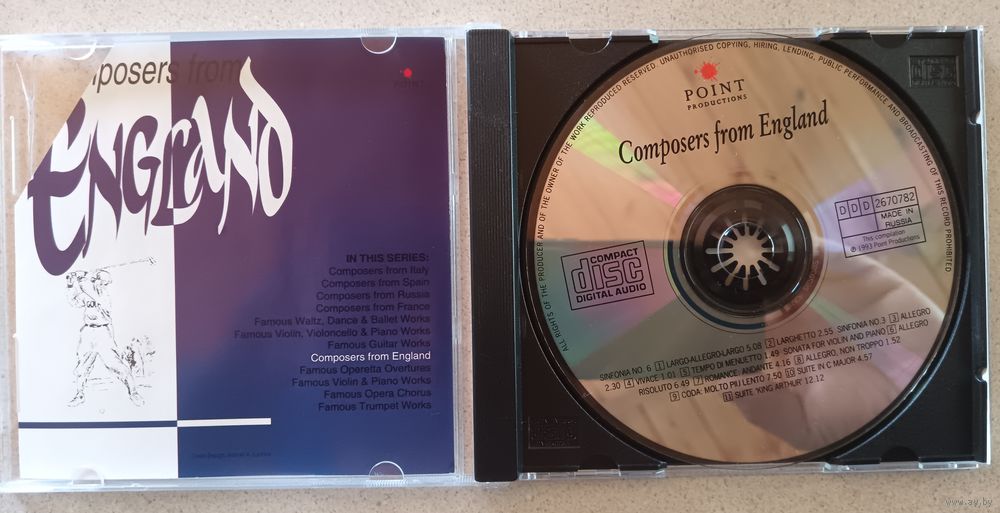 mposers from
ENGLAND
IN THIS SERIES:
Composers from Italy
Composers from Spain
Composers from Russia
Composers from France
Famous Waltz, Dance & Ballet Works
Famous Violin, Violoncello & Piano Works
Famous Guitar Works
Composers from England
Famous Operetta Overtures
Famous Violin & Piano Works
Famous Opera Chorus
Famous Trumpet Works
ALL RIGHTS OF THE PRODUCER AND OF THE OWNER OF THE WORK REPRODUCED RESERVED. UNAUTHORISED COPYING, HIRING, LENDING, PUBLIC PERFORMANCE AND BROADCASTING OF THIS RECORD PROHIBITED
POINT
PRODUCTIONS
Composers from England
DDD 2670782
MADE IN
RUSSIA
This compilation
℗ 1993 Point Productions
COMPACT
disc
DIGITAL AUDIO
SINFONIA NO. 6 1 LARGO-ALLEGRO-LARGO 5.08 2 LARGHETTO 2.55 SINFONIA NO.3 3 ALLEGRO
2.30 4 VIVACE 1.01 5 TEMPO DI MENUETTO 1.49 SONATA FOR VIOLIN AND PIANO 6 ALLEGRO
RISOLUTO 6.49 7 ROMANCE: ANDANTE 4.16 8 ALLEGRO, NON TROPPO 1.52
9 CODA: MOLTO PIU LENTO 7.50 10 SUITE IN C MAJOR 4.57
11 SUITE 'KING ARTHUR' 12.12
COMPACT
disc
www.ay.by